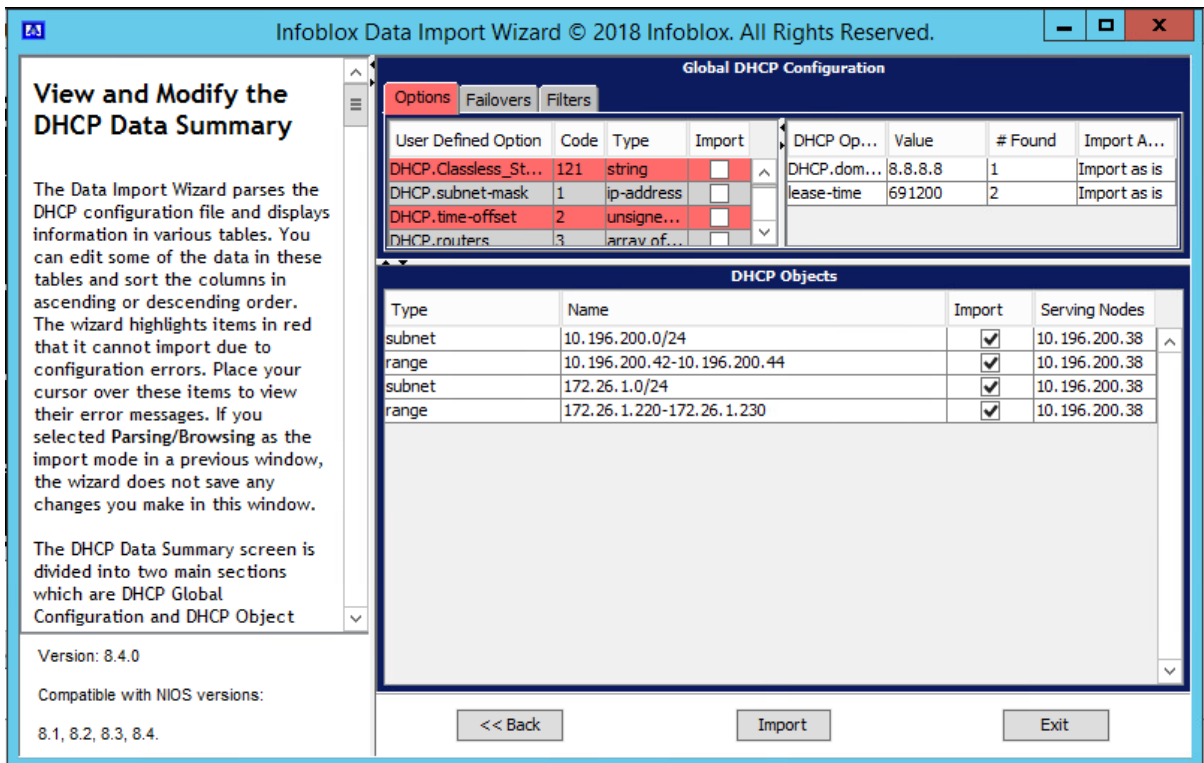 Infoblox Data Import Wizard © 2018 Infoblox. All Rights Reserved.
View and Modify the
DHCP Data Summary
The Data Import Wizard parses the
DHCP configuration file and displays
information in various tables. You
can edit some of the data in these
tables and sort the columns in
ascending or descending order.
The wizard highlights items in red
that it cannot import due to
configuration errors. Place your
cursor over these items to view
their error messages. If you
selected Parsing/Browsing as the
import mode in a previous window,
the wizard does not save any
changes you make in this window.
The DHCP Data Summary screen is
divided into two main sections
which are DHCP Global
Configuration and DHCP Object
Version: 8.4.0
Compatible with NIOS versions:
8.1, 8.2, 8.3, 8.4.
Global DHCP Configuration
Options Failovers Filters
User Defined Option Code Type Import
DHCP.Classless_St... 121 string
DHCP.subnet-mask 1 ip-address
DHCP.time-offset 2 unsigne...
DHCP.routers 3 array of...
DHCP Op... Value # Found Import A...
DHCP.dom... 8.8.8.8 1 Import as is
lease-time 691200 2 Import as is
DHCP Objects
Type Name Import Serving Nodes
subnet 10.196.200.0/24 10.196.200.38
range 10.196.200.42-10.196.200.44 10.196.200.38
subnet 172.26.1.0/24 10.196.200.38
range 172.26.1.220-172.26.1.230 10.196.200.38
<< Back Import Exit